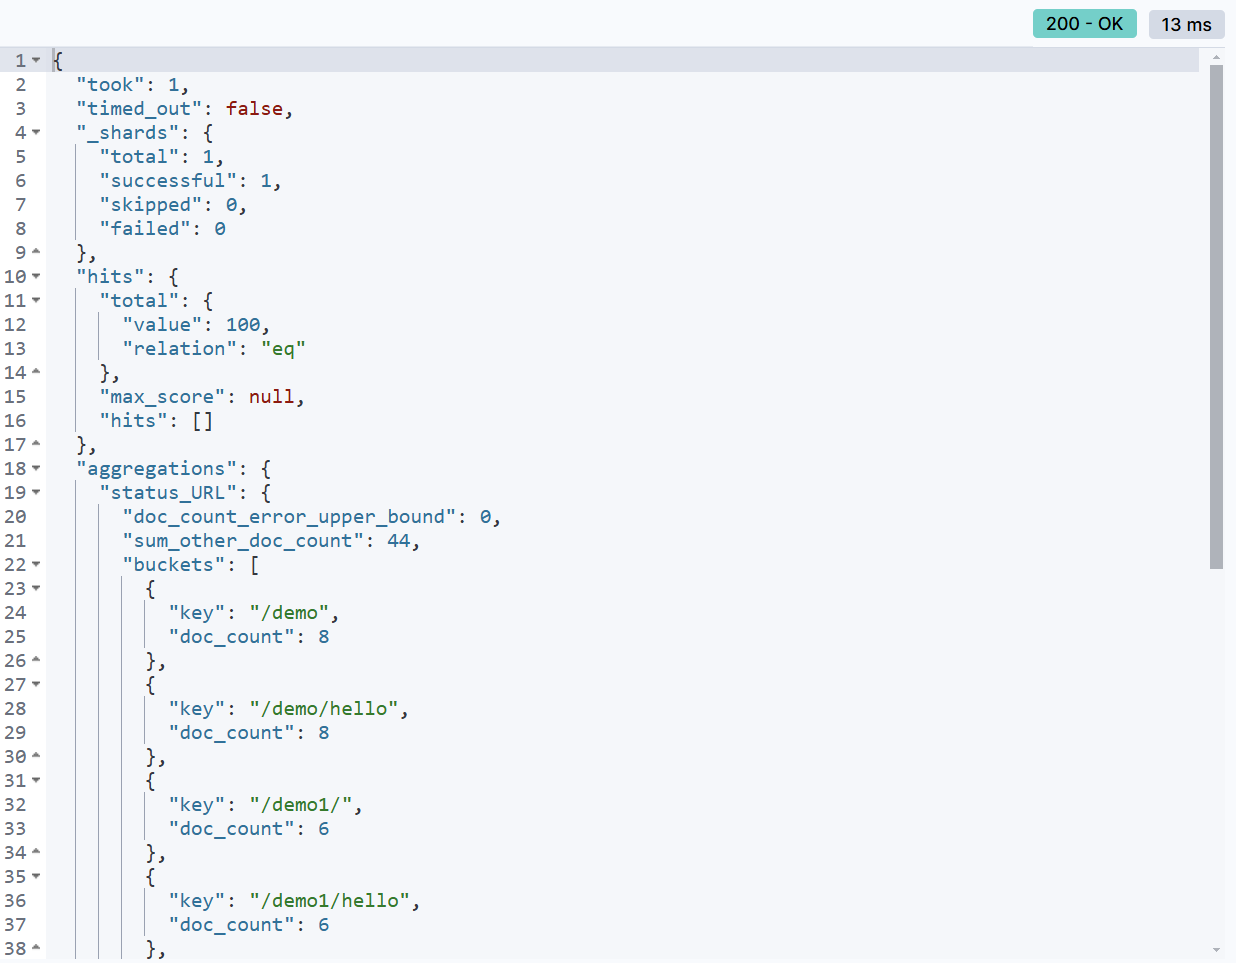 200 - OK 13 ms
1 {
2 "took": 1,
3 "timed_out": false,
4 "_shards": {
5 "total": 1,
6 "successful": 1,
7 "skipped": 0,
8 "failed": 0
9 },
10 "hits": {
11 "total": {
12 "value": 100,
13 "relation": "eq"
14 },
15 "max_score": null,
16 "hits": []
17 },
18 "aggregations": {
19 "status_URL": {
20 "doc_count_error_upper_bound": 0,
21 "sum_other_doc_count": 44,
22 "buckets": [
23 {
24 "key": "/demo",
25 "doc_count": 8
26 },
27 {
28 "key": "/demo/hello",
29 "doc_count": 8
30 },
31 {
32 "key": "/demo1/",
33 "doc_count": 6
34 },
35 {
36 "key": "/demo1/hello",
37 "doc_count": 6
38 },